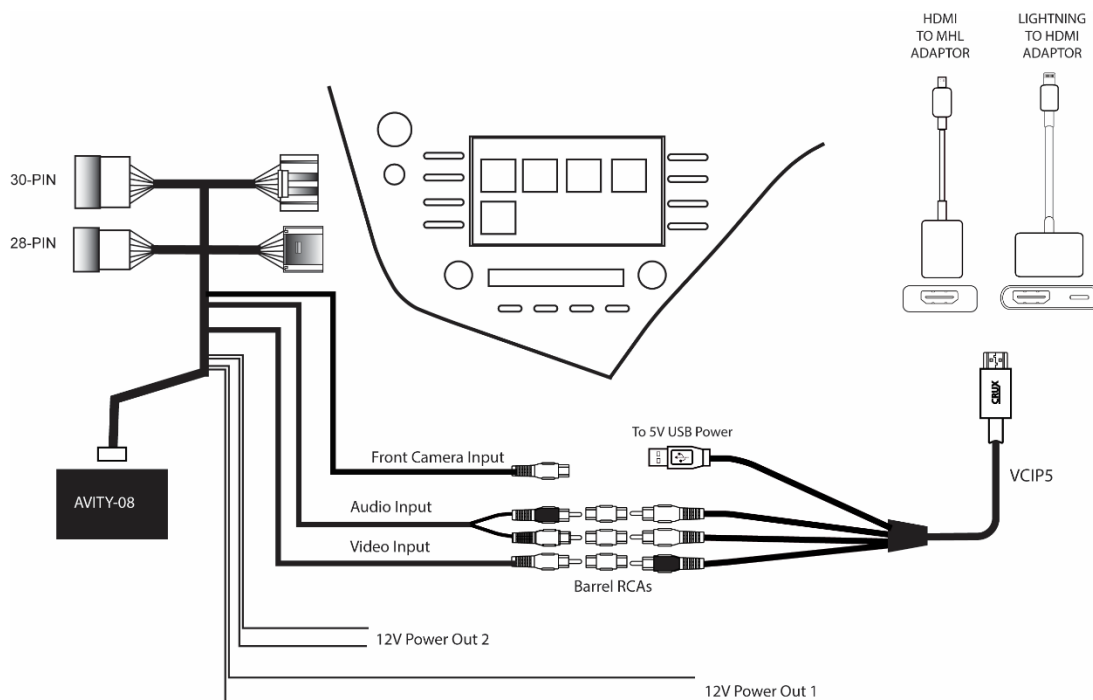 HDMI
TO MHL
ADAPTOR
LIGHTNING
TO HDMI
ADAPTOR
30-PIN
28-PIN
CRUX
To 5V USB Power
Front Camera Input
VCIP5
AVITY-08
Audio Input
Video Input
Barrel RCAs
12V Power Out 2
12V Power Out 1